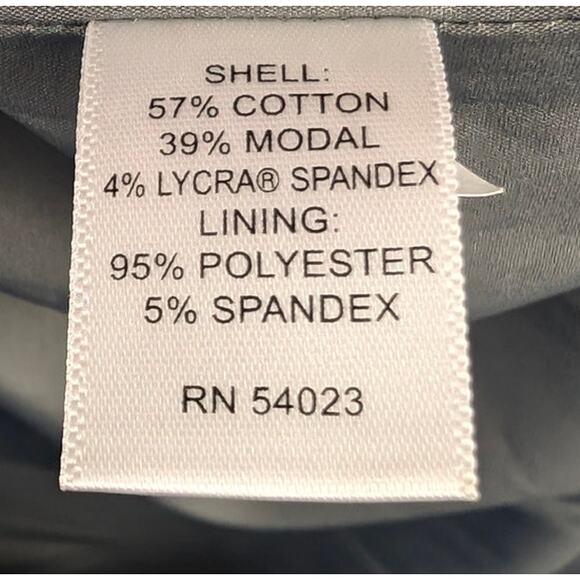 SHELL:
57% COTTON
39% MODAL
4% LYCRA® SPANDEX
LINING:
95% POLYESTER
5% SPANDEX
RN 54023